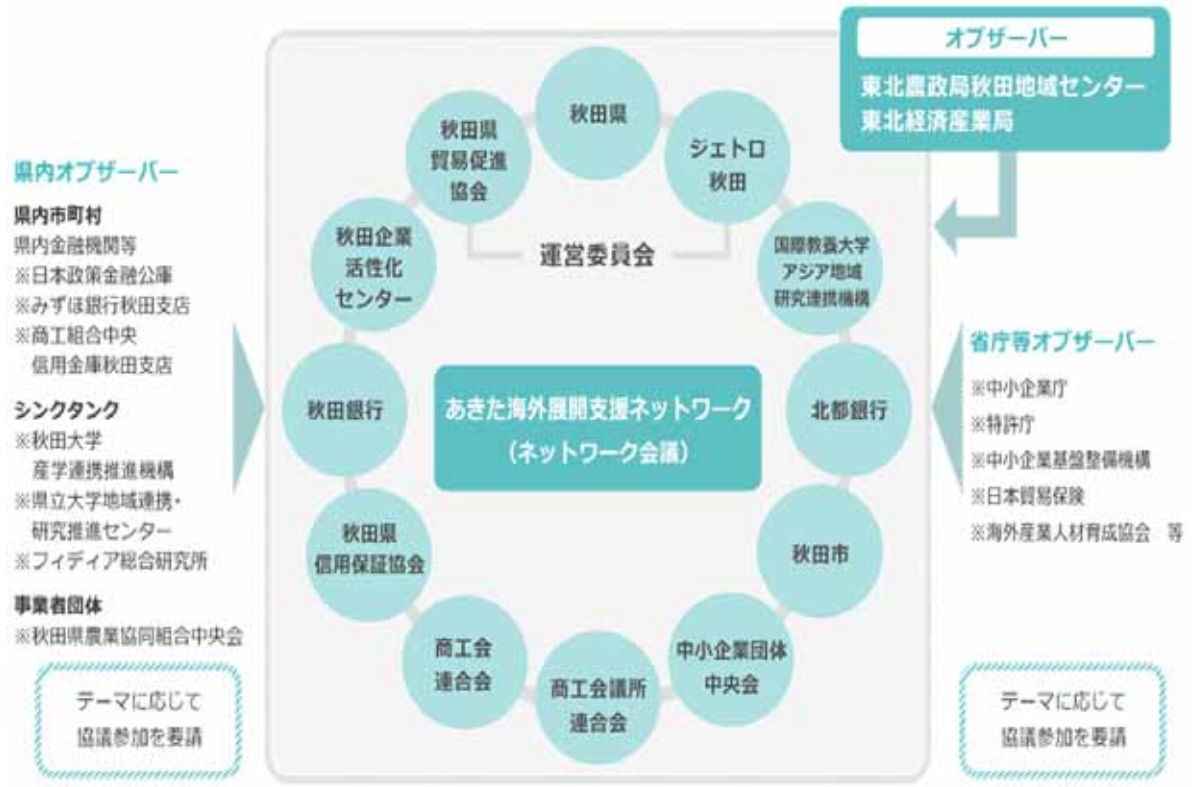 オブザーバー
東北農政局秋田地域センター
東北経済産業局
県内オブザーバー
県内市町村
県内金融機関等
※日本政策金融公庫
※みずほ銀行秋田支店
※商工組合中央
信用金庫秋田支店
シンクタンク
※秋田大学
産学連携推進機構
※県立大学地域連携・
研究推進センター
※フィディア総合研究所
事業者団体
※秋田県農業協同組合中央会
テーマに応じて
協議参加を要請
秋田県
ジェトロ
秋田
国際教養大学
アジア地域
研究連携機構
北都銀行
秋田市
中小企業団体
中央会
商工会議所
連合会
商工会
連合会
秋田県
信用保証協会
秋田銀行
秋田企業
活性化
センター
秋田県
貿易促進
協会
運営委員会
あきた海外展開支援ネットワーク
(ネットワーク会議)
省庁等オブザーバー
※中小企業庁
※特許庁
※中小企業基盤整備機構
※日本貿易保険
※海外産業人材育成協会 等
テーマに応じて
協議参加を要請